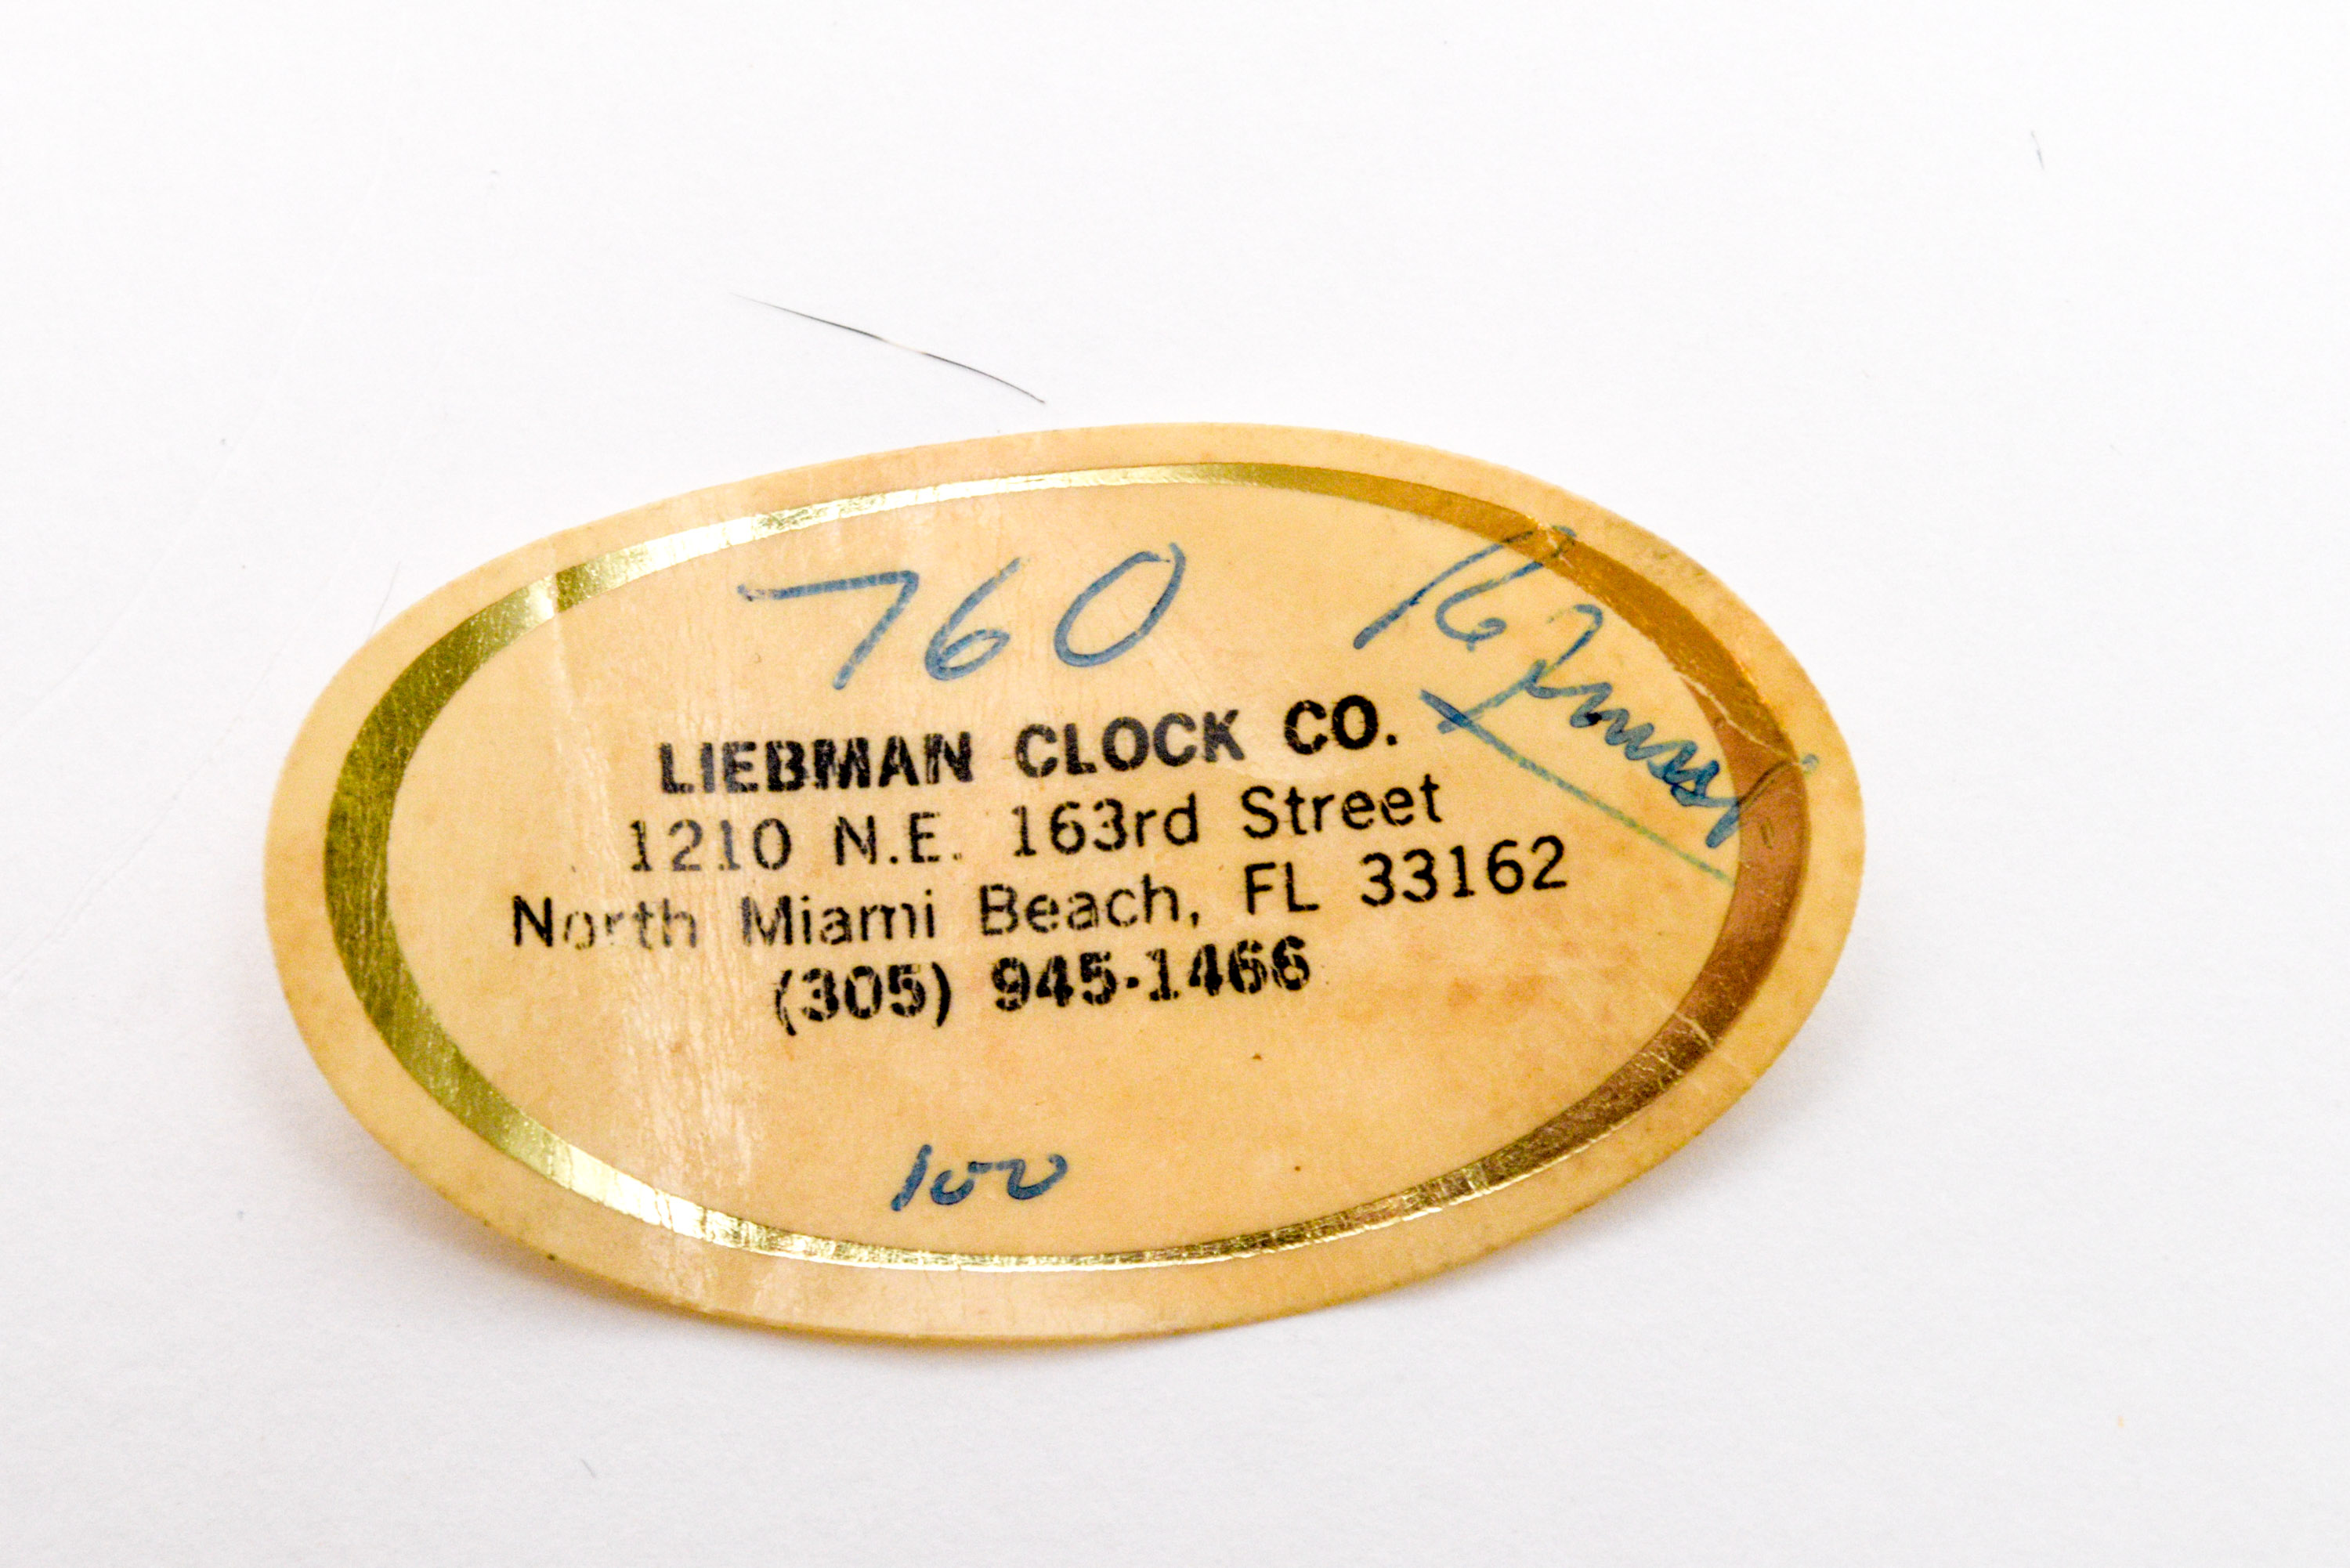 760
LIEBMAN CLOCK CO.
1210 N.E. 163rd Street
North Miami Beach, FL 33162
(305) 945-1466
100